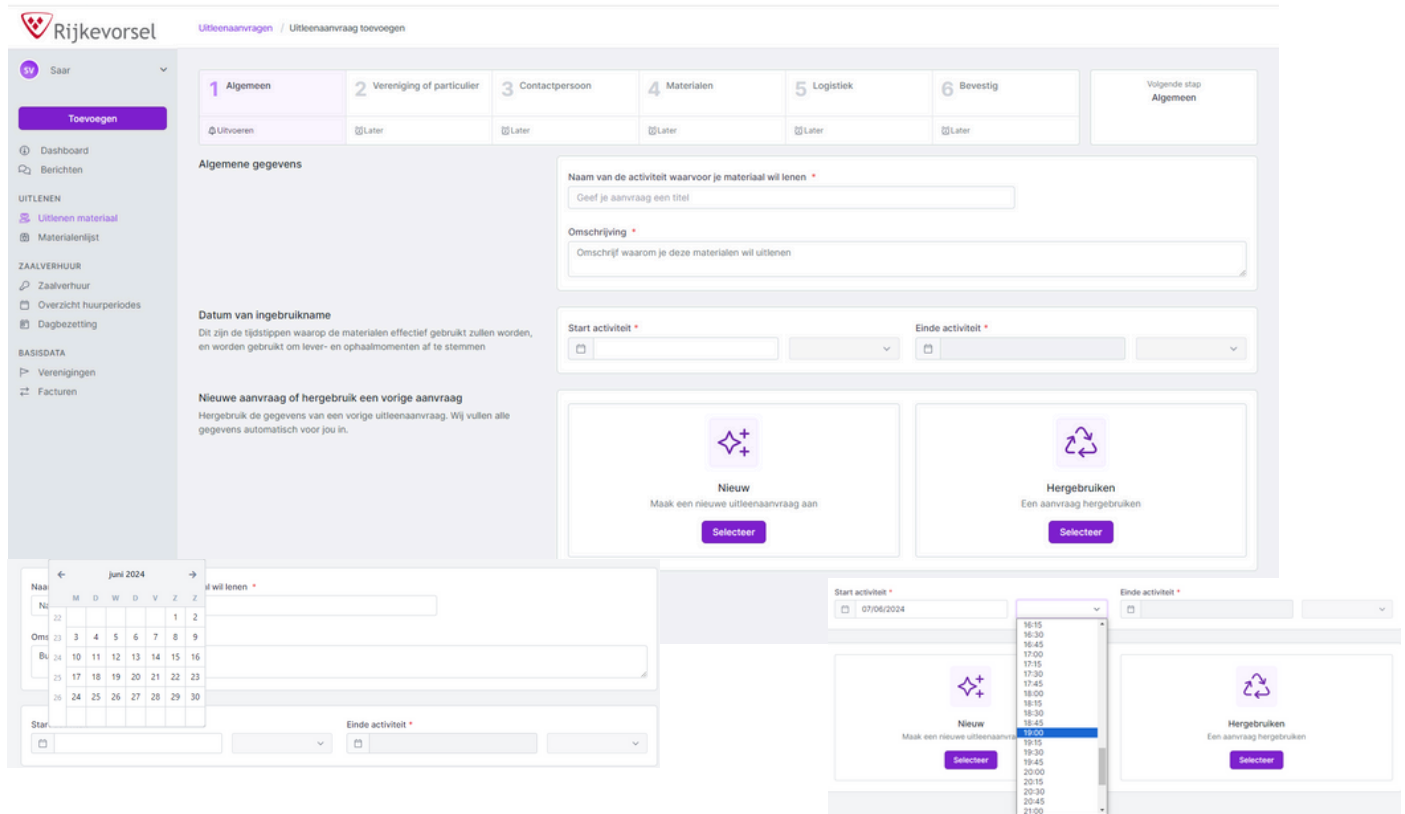 Rijkevorsel
Uitleenaanvragen / Uitleenaanvraag toevoegen
SV Saar
Toevoegen
Dashboard
Berichten
UITLENEN
Uitlenen materiaal
Materialenlijst
ZAALVERHUUR
Zaalverhuur
Overzicht huurperiodes
Dagbezetting
BASISDATA
Verenigingen
Facturen
1 Algemeen
Uitvoeren
2 Vereniging of particulier
Later
3 Contactpersoon
Later
4 Materialen
Later
5 Logistiek
Later
6 Bevestig
Later
Volgende stap
Algemeen
Algemene gegevens
Naam van de activiteit waarvoor je materiaal wil lenen *
Geef je aanvraag een titel
Omschrijving *
Omschrijf waarom je deze materialen wil uitlenen
Datum van ingebruikname
Dit zijn de tijdstippen waarop de materialen effectief gebruikt zullen worden,
en worden gebruikt om lever- en ophaalmomenten af te stemmen
Start activiteit *
Einde activiteit *
Nieuwe aanvraag of hergebruik een vorige aanvraag
Hergebruik de gegevens van een vorige uitleenaanvraag. Wij vullen alle
gegevens automatisch voor jou in.
Nieuw
Maak een nieuwe uitleenaanvraag aan
Selecteer
Hergebruiken
Een aanvraag hergebruiken
Selecteer
juni 2024
M D W D V Z Z
22 1 2
23 3 4 5 6 7 8 9
24 10 11 12 13 14 15 16
25 17 18 19 20 21 22 23
26 24 25 26 27 28 29 30
Naa
al wil lenen *
Na
Oms
Bu
Star
Einde activiteit *
Start activiteit *
07/06/2024
Einde activiteit *
16:15
16:30
16:45
17:00
17:15
17:30
17:45
18:00
18:15
18:30
18:45
19:00
19:15
19:30
19:45
20:00
20:15
20:30
20:45
21:00
Nieuw
Maak een nieuwe uitleenaanvra
Selecteer
Hergebruiken
Een aanvraag hergebruiken
Selecteer